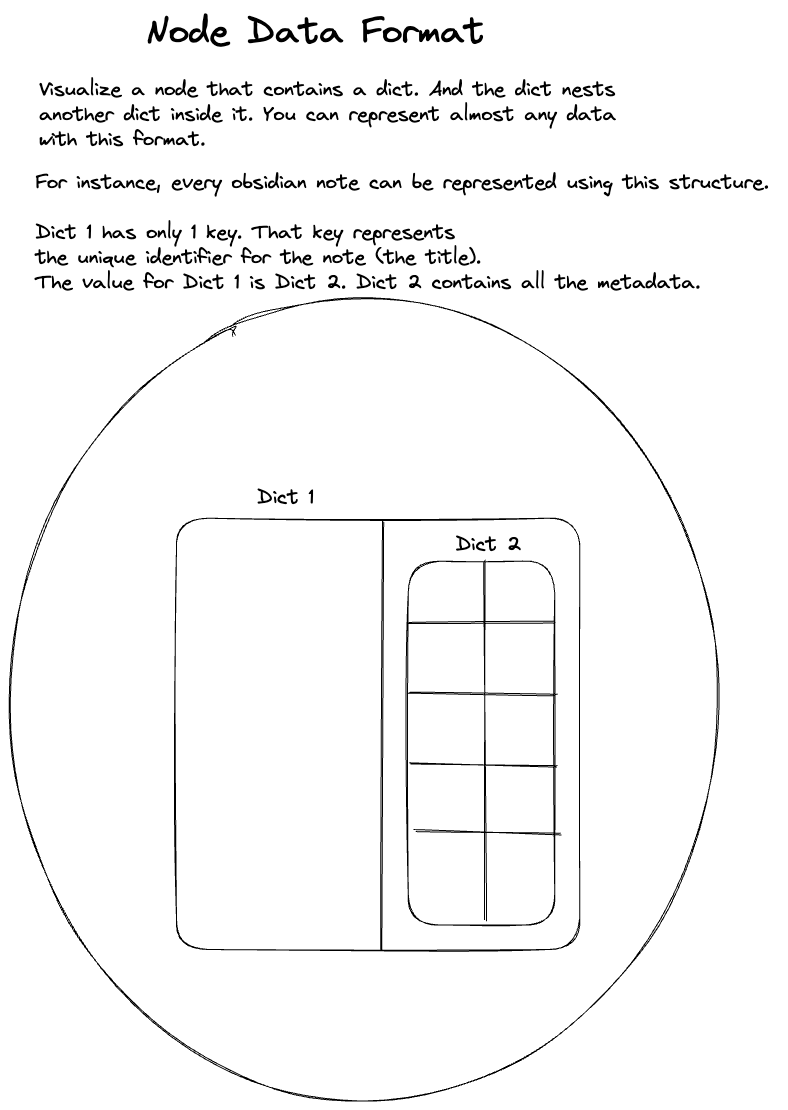 Node Data Format
Visualize a node that contains a dict. And the dict nests
another dict inside it. You can represent almost any data
with this format.
For instance, every obsidian note can be represented using this structure.
Dict 1 has only 1 key. That key represents
the unique identifier for the note (the title).
The value for Dict 1 is Dict 2. Dict 2 contains all the metadata.
Dict 1
Dict 2